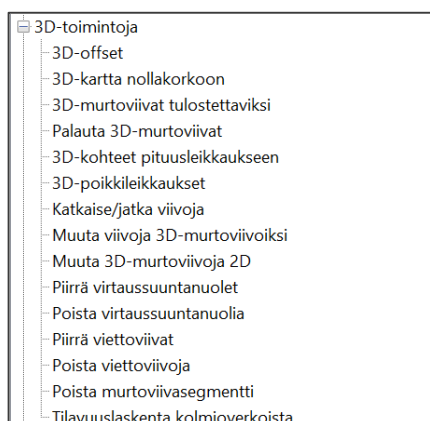 3D-toimintoja
3D-offset
3D-kartta nollakorkoon
3D-murtoviivat tulostettaviksi
Palauta 3D-murtoviivat
3D-kohteet pituusleikkaukseen
3D-poikkileikkaukset
Katkaise/jatka viivoja
Muuta viivoja 3D-murtoviivoiksi
Muuta 3D-murtoviivoja 2D
Piirrä virtaussuuntanuolet
Poista virtaussuuntanuolia
Piirrä viettoviivat
Poista viettoviivoja
Poista murtoviivasegmentti
Tilavuuslaskenta kolmioverkoista